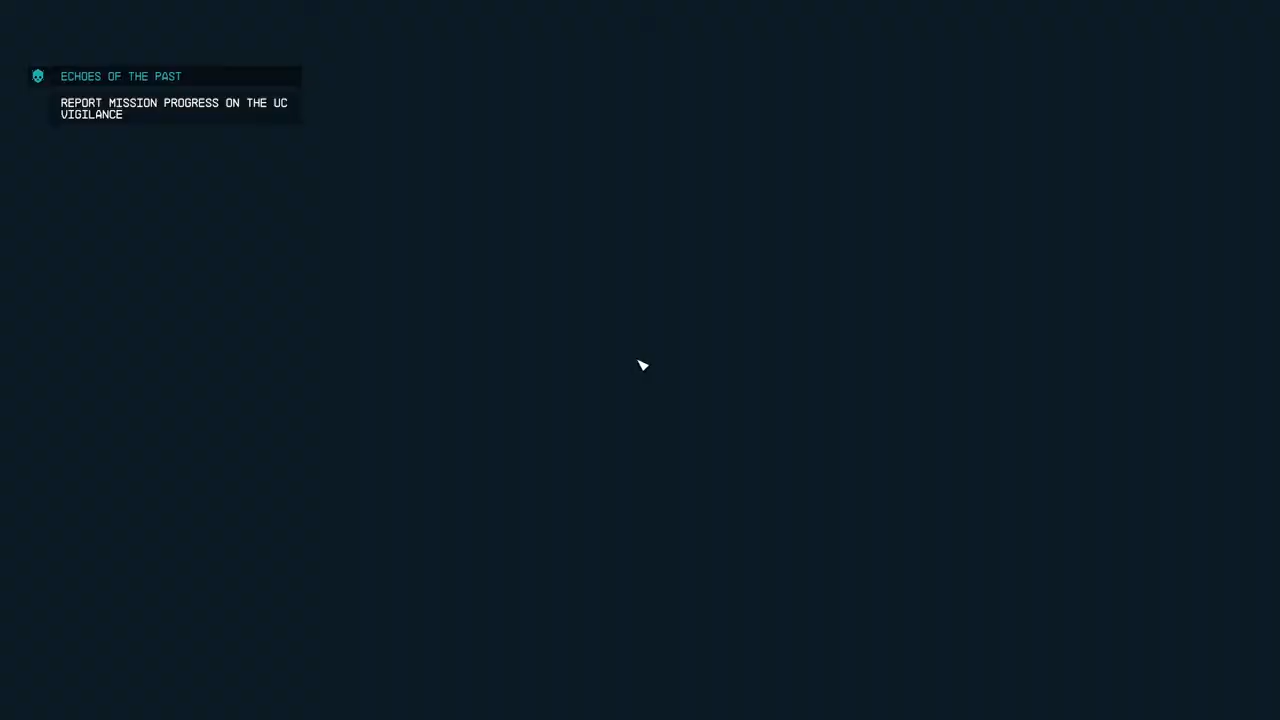 ECHOES OF THE PAST
REPORT MISSION PROGRESS ON THE UC
VIGILANCE